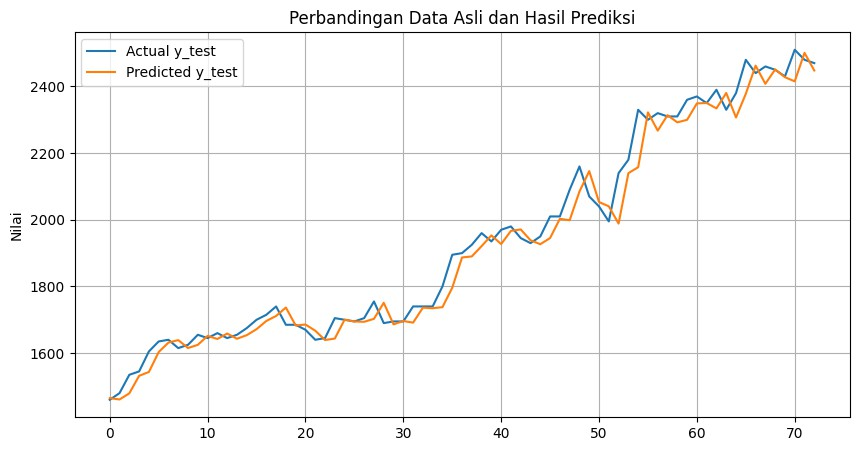 Perbandingan Data Asli dan Hasil Prediksi
Actual y_test
Predicted y_test
Nilai
2400
2200
2000
1800
1600
0 10 20 30 40 50 60 70